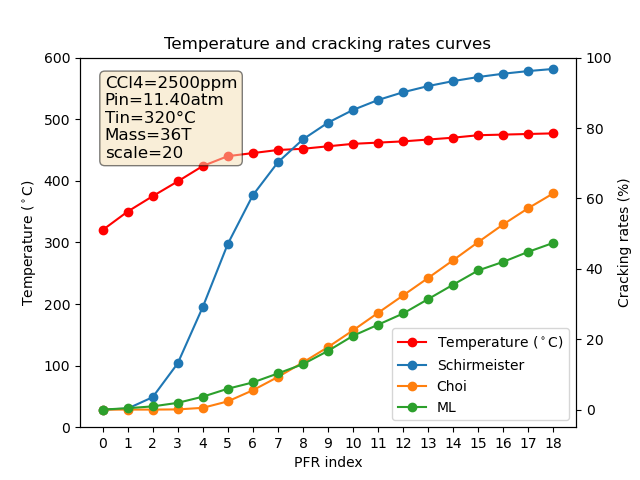 Temperature and cracking rates curves
CCl4=2500ppm
Pin=11.40atm
Tin=320°C
Mass=36T
scale=20
Temperature (°C)
600
500
400
300
200
100
0
Cracking rates (%)
100
80
60
40
20
0
Temperature (°C)
Schirmeister
Choi
ML
0 1 2 3 4 5 6 7 8 9 10 11 12 13 14 15 16 17 18
PFR index